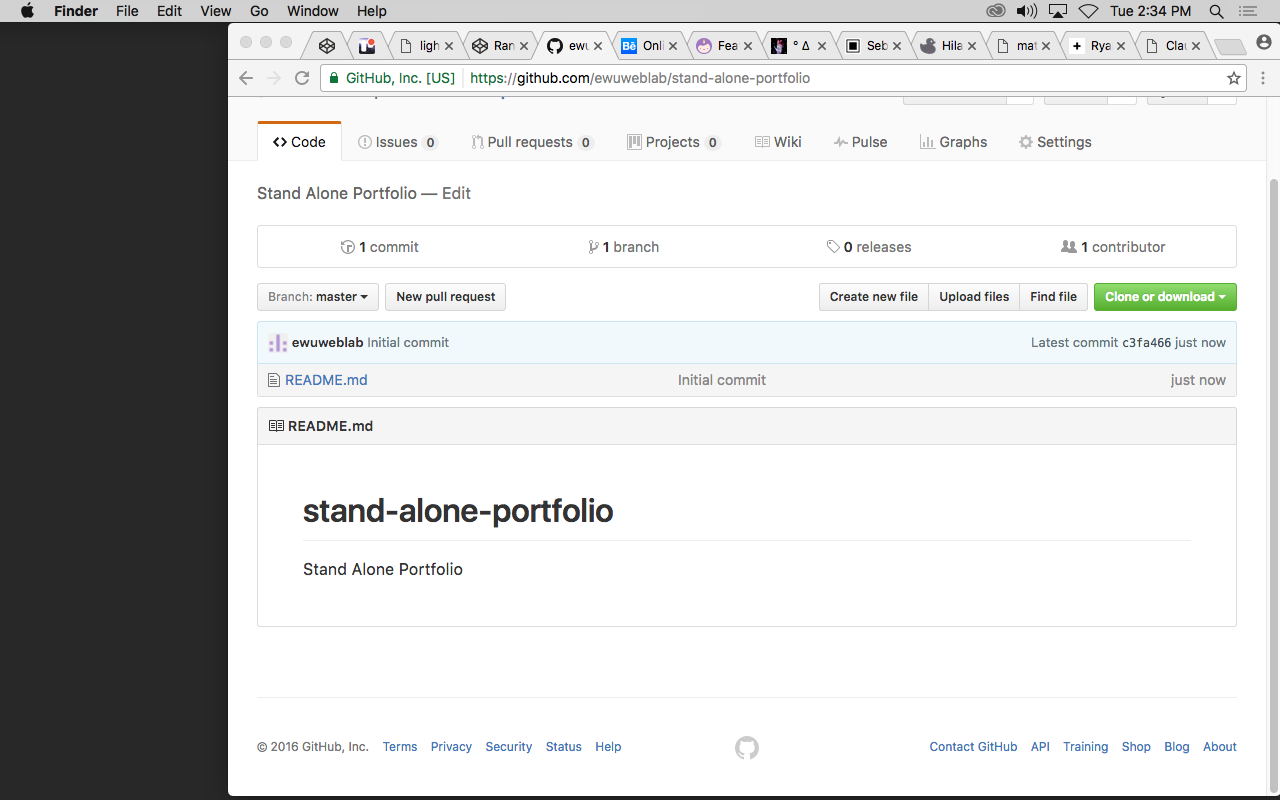 Finder File Edit View Go Window Help Tue 2:34 PM
ligh Ran ewu Bē Onli Fea ° Δ Seb Hila mat + Rya Clau
GitHub, Inc. [US] https://github.com/ewuweblab/stand-alone-portfolio
Code Issues 0 Pull requests 0 Projects 0 Wiki Pulse Graphs Settings
Stand Alone Portfolio — Edit
1 commit 1 branch 0 releases 1 contributor
Branch: master New pull request Create new file Upload files Find file Clone or download
ewuweblab Initial commit Latest commit c3fa466 just now
README.md Initial commit just now
README.md
stand-alone-portfolio
Stand Alone Portfolio
© 2016 GitHub, Inc. Terms Privacy Security Status Help Contact GitHub API Training Shop Blog About